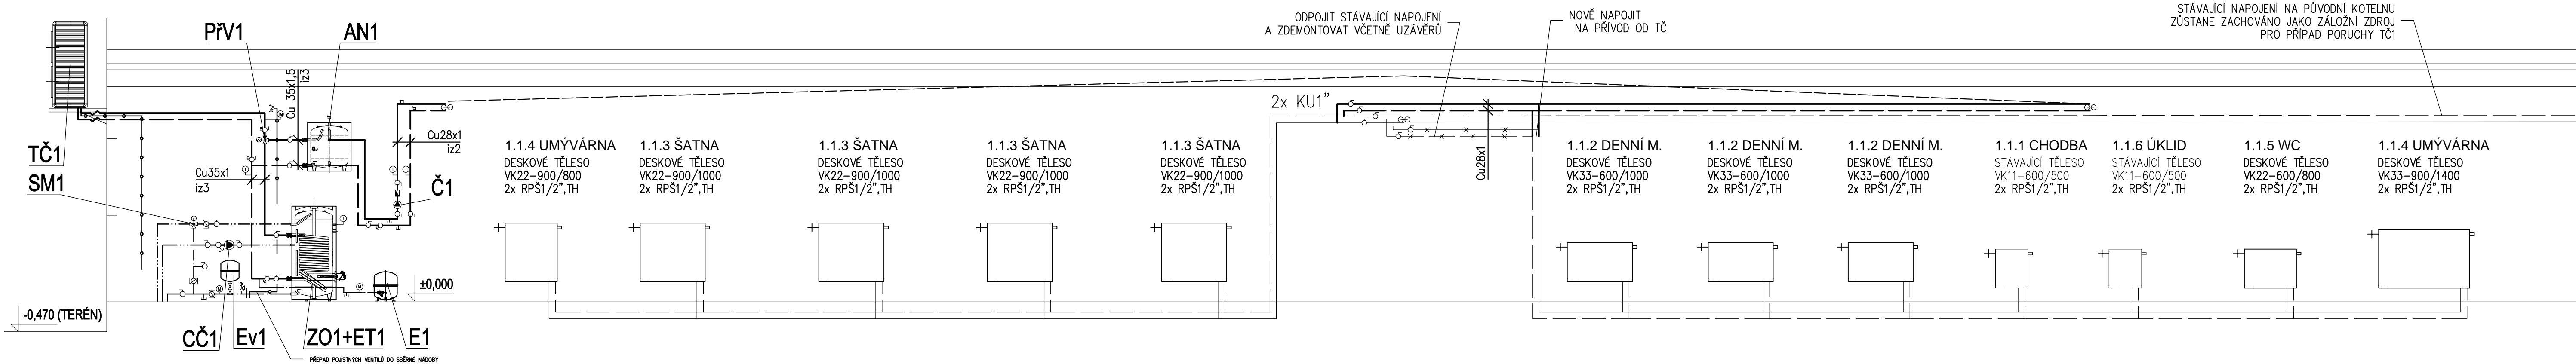 PřV1
AN1
Cu 35x1,5
iz3
Cu28x1
iz2
TČ1
SM1
Cu35x1
iz3
Č1
±0,000
-0,470 (TERÉN)
CČ1
Ev1
ZO1+ET1
E1
PŘEPAD POJISTNÝCH VENTILŮ DO SBĚRNÉ NÁDOBY
1.1.4 UMÝVÁRNA
DESKOVÉ TĚLESO
VK22-900/800
2x RPŠ1/2",TH
1.1.3 ŠATNA
DESKOVÉ TĚLESO
VK22-900/1000
2x RPŠ1/2",TH
1.1.3 ŠATNA
DESKOVÉ TĚLESO
VK22-900/1000
2x RPŠ1/2",TH
1.1.3 ŠATNA
DESKOVÉ TĚLESO
VK22-900/1000
2x RPŠ1/2",TH
1.1.3 ŠATNA
DESKOVÉ TĚLESO
VK22-900/1000
2x RPŠ1/2",TH
ODPOJIT STÁVAJÍCÍ NAPOJENÍ
A ZDEMONTOVAT VČETNĚ UZÁVĚRŮ
NOVĚ NAPOJIT
NA PŘÍVOD OD TČ
STÁVAJÍCÍ NAPOJENÍ NA PŮVODNÍ KOTELNU
ZŮSTANE ZACHOVÁNO JAKO ZÁLOŽNÍ ZDROJ
PRO PŘÍPAD PORUCHY TČ1
2x KU1"
Cu28x1
1.1.2 DENNÍ M.
DESKOVÉ TĚLESO
VK33-600/1000
2x RPŠ1/2",TH
1.1.2 DENNÍ M.
DESKOVÉ TĚLESO
VK33-600/1000
2x RPŠ1/2",TH
1.1.2 DENNÍ M.
DESKOVÉ TĚLESO
VK33-600/1000
2x RPŠ1/2",TH
1.1.1 CHODBA
STÁVAJÍCÍ TĚLESO
VK11-600/500
2x RPŠ1/2",TH
1.1.6 ÚKLID
STÁVAJÍCÍ TĚLESO
VK11-600/500
2x RPŠ1/2",TH
1.1.5 WC
DESKOVÉ TĚLESO
VK22-600/800
2x RPŠ1/2",TH
1.1.4 UMÝVÁRNA
DESKOVÉ TĚLESO
VK33-900/1400
2x RPŠ1/2",TH